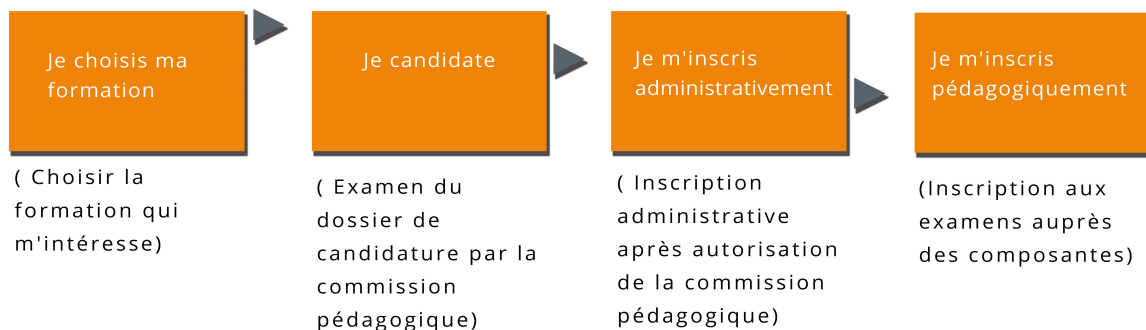 Je choisis ma
formation
( Choisir la
formation qui
m'intéresse)
Je candidate
( Examen du
dossier de
candidature par la
commission
pédagogique)
Je m'inscris
administrativement
( Inscription
administrative
après autorisation
de la commission
pédagogique)
Je m'inscris
pédagogiquement
(Inscription aux
examens auprès
des composantes)